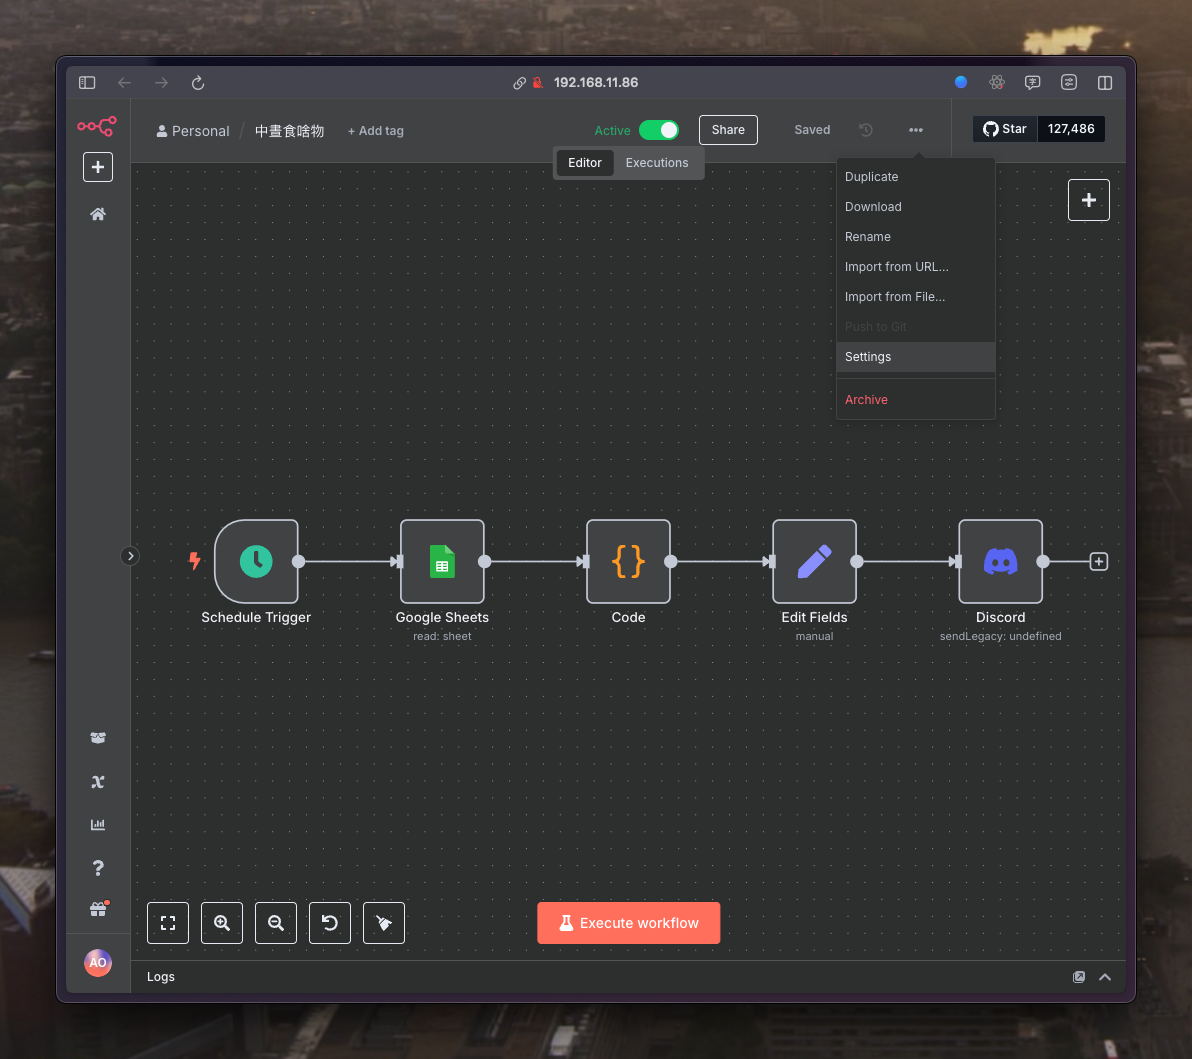 192.168.11.86
Personal / 中晝食啥物 + Add tag
Active Share Saved ... Star 127,486
Editor Executions
Duplicate
Download
Rename
Import from URL...
Import from File...
Push to Git
Settings
Archive
Schedule Trigger
Google Sheets
read: sheet
Code
Edit Fields
manual
Discord
sendLegacy: undefined
AO
Execute workflow
Logs